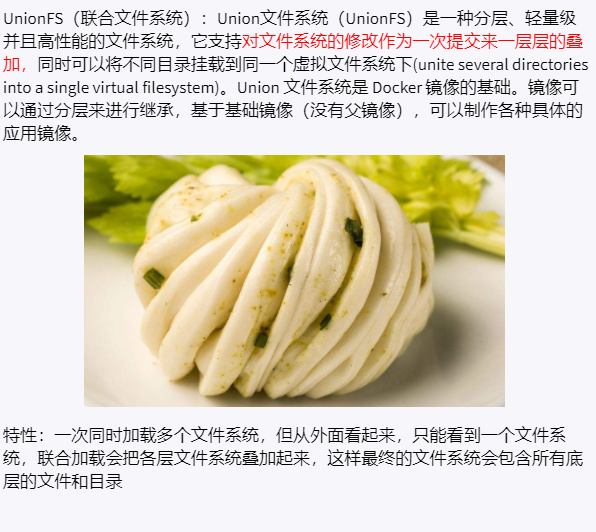 UnionFS（联合文件系统）：Union文件系统（UnionFS）是一种分层、轻量级
并且高性能的文件系统，它支持对文件系统的修改作为一次提交来一层层的叠
加，同时可以将不同目录挂载到同一个虚拟文件系统下(unite several directories
into a single virtual filesystem)。Union 文件系统是 Docker 镜像的基础。镜像可
以通过分层来进行继承，基于基础镜像（没有父镜像），可以制作各种具体的
应用镜像。
特性：一次同时加载多个文件系统，但从外面看起来，只能看到一个文件系
统，联合加载会把各层文件系统叠加起来，这样最终的文件系统会包含所有底
层的文件和目录